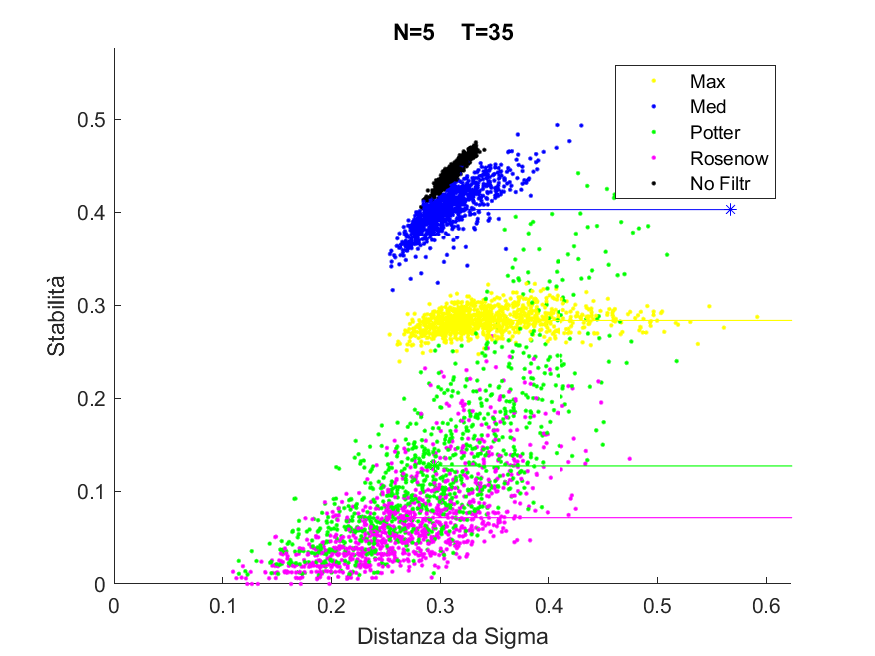 N=5 T=35
Max
Med
Potter
Rosenow
No Filtr
Stabilità
0.5
0.4
0.3
0.2
0.1
0
0 0.1 0.2 0.3 0.4 0.5 0.6
Distanza da Sigma